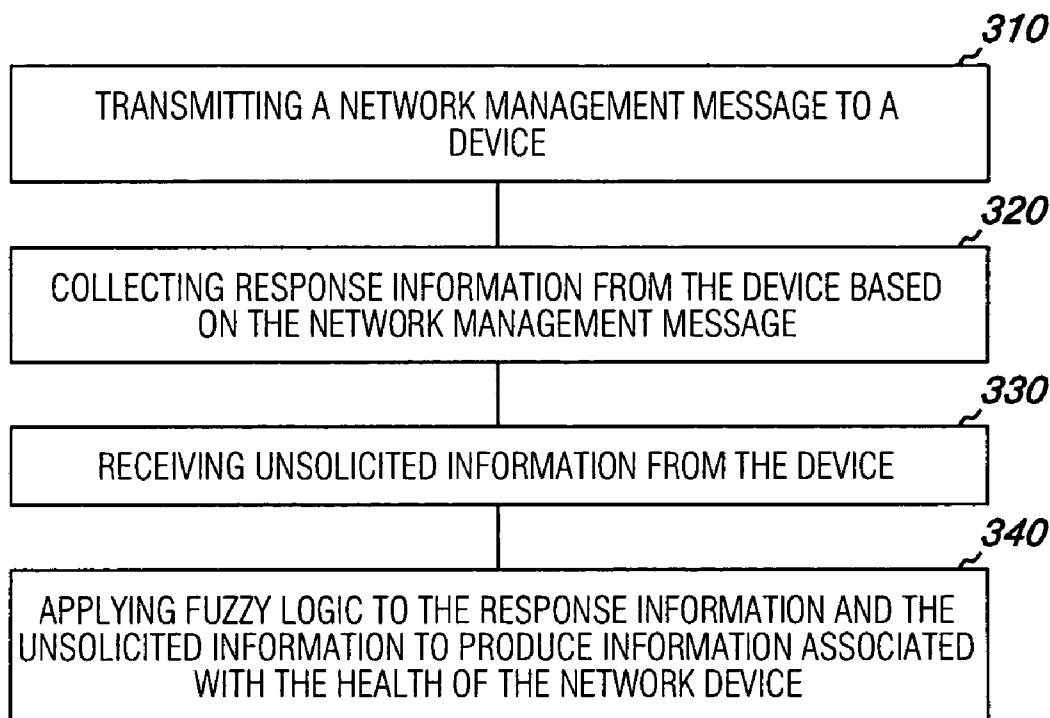 310
TRANSMITTING A NETWORK MANAGEMENT MESSAGE TO A
DEVICE
320
COLLECTING RESPONSE INFORMATION FROM THE DEVICE BASED
ON THE NETWORK MANAGEMENT MESSAGE
330
RECEIVING UNSOLICITED INFORMATION FROM THE DEVICE
340
APPLYING FUZZY LOGIC TO THE RESPONSE INFORMATION AND THE
UNSOLICITED INFORMATION TO PRODUCE INFORMATION ASSOCIATED
WITH THE HEALTH OF THE NETWORK DEVICE